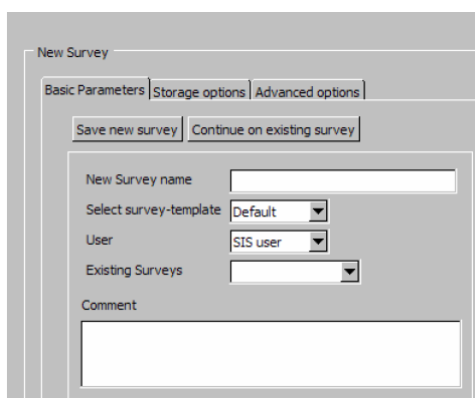 New Survey
Basic Parameters Storage options Advanced options
Save new survey Continue on existing survey
New Survey name
Select survey-template Default
User SIS user
Existing Surveys
Comment